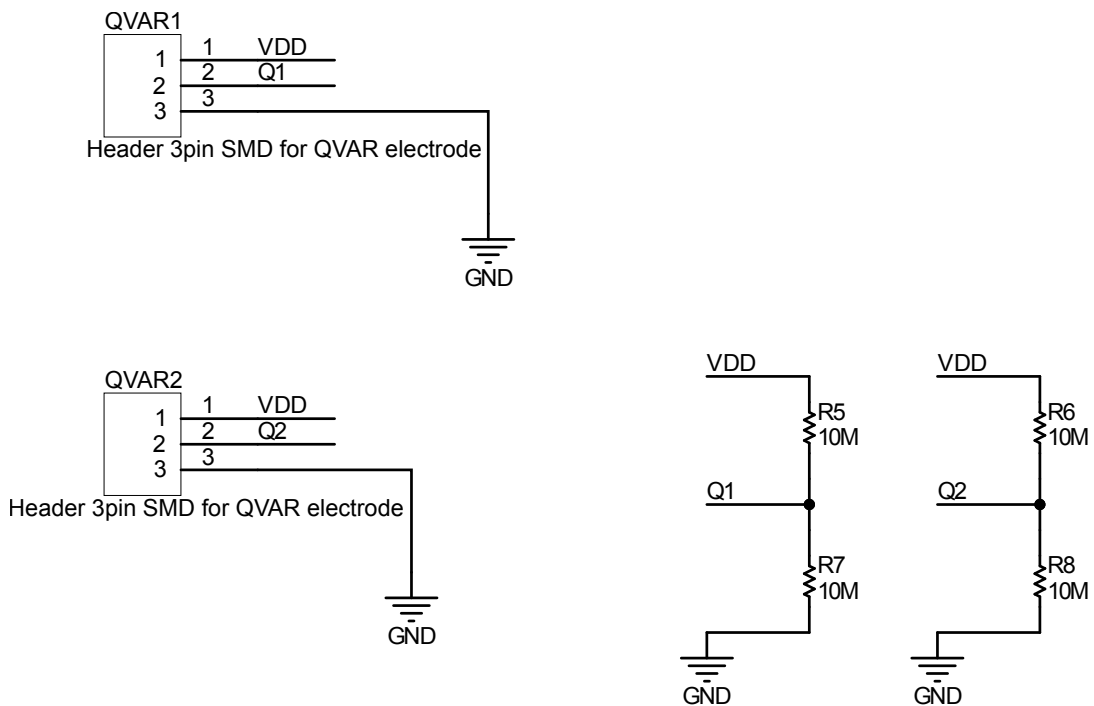 QVAR1
1 1 VDD
2 2 Q1
3 3
Header 3pin SMD for QVAR electrode
GND
QVAR2
1 1 VDD
2 2 Q2
3 3
Header 3pin SMD for QVAR electrode
GND
VDD
R5
10M
Q1
R7
10M
GND
VDD
R6
10M
Q2
R8
10M
GND